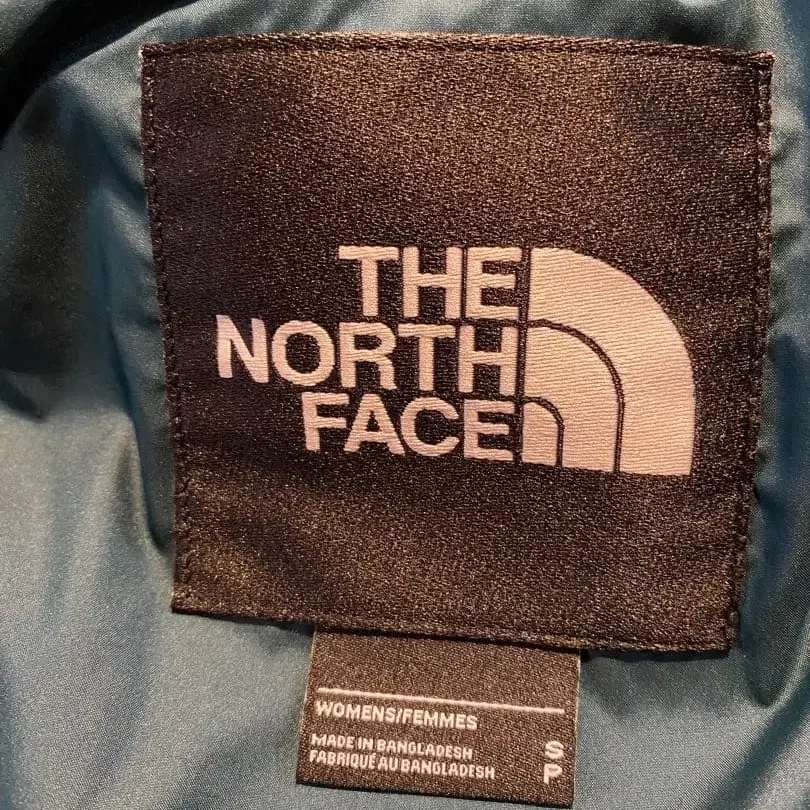 THE
NORTH
FACE
WOMENS/FEMMES
MADE IN BANGLADESH
FABRIQUÉ AU BANGLADESH
S
P